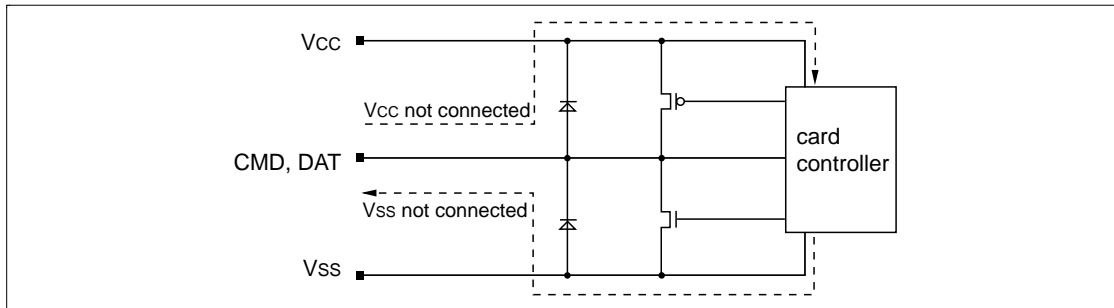 VCC
VCC not connected
card
controller
CMD, DAT
VSS not connected
VSS